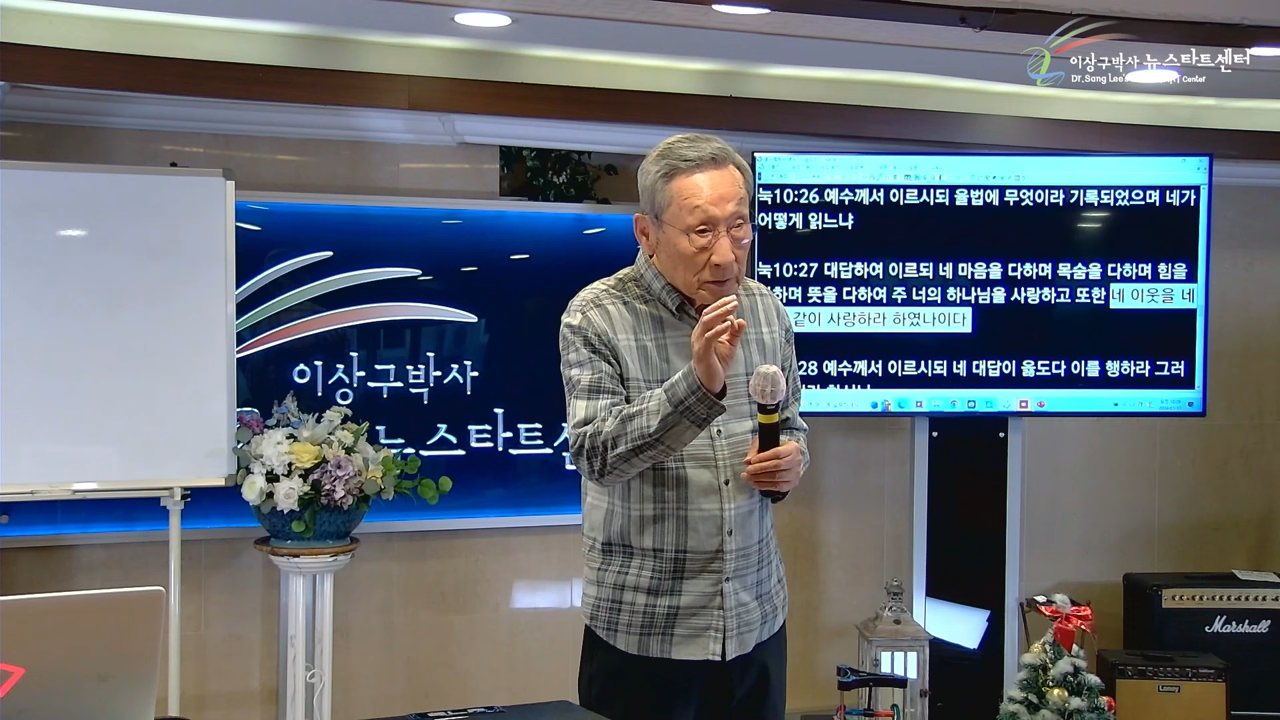 이상구박사 뉴스타트센터
Dr. Sang Lee's Center
눅10:26 예수께서 이르시되 율법에 무엇이라 기록되었으며 네가
어떻게 읽느냐
눅10:27 대답하여 이르되 네 마음을 다하며 목숨을 다하며 힘을
하며 뜻을 다하여 주 너의 하나님을 사랑하고 또한 네 이웃을 네
같이 사랑하라 하였나이다
28 예수께서 이르시되 네 대답이 옳도다 이를 행하라 그러
이상구박사
뉴스타트센
Marshall
Laney